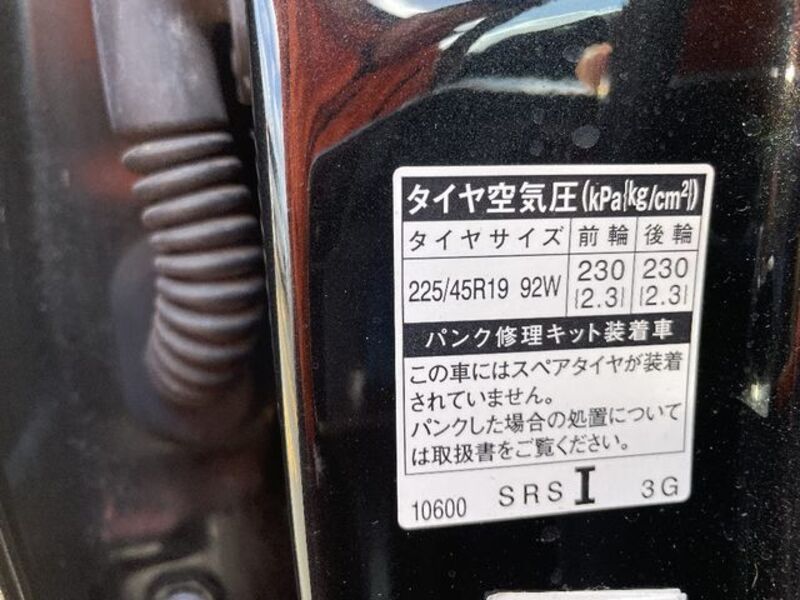 タイヤ空気圧(kPa{kg/cm²})
タイヤサイズ 前輪 後輪
225/45R19 92W 230 {2.3} 230 {2.3}
パンク修理キット装着車
この車にはスペアタイヤが装着
されていません。
パンクした場合の処置について
は取扱書をご覧ください。
10600 SRS I 3G